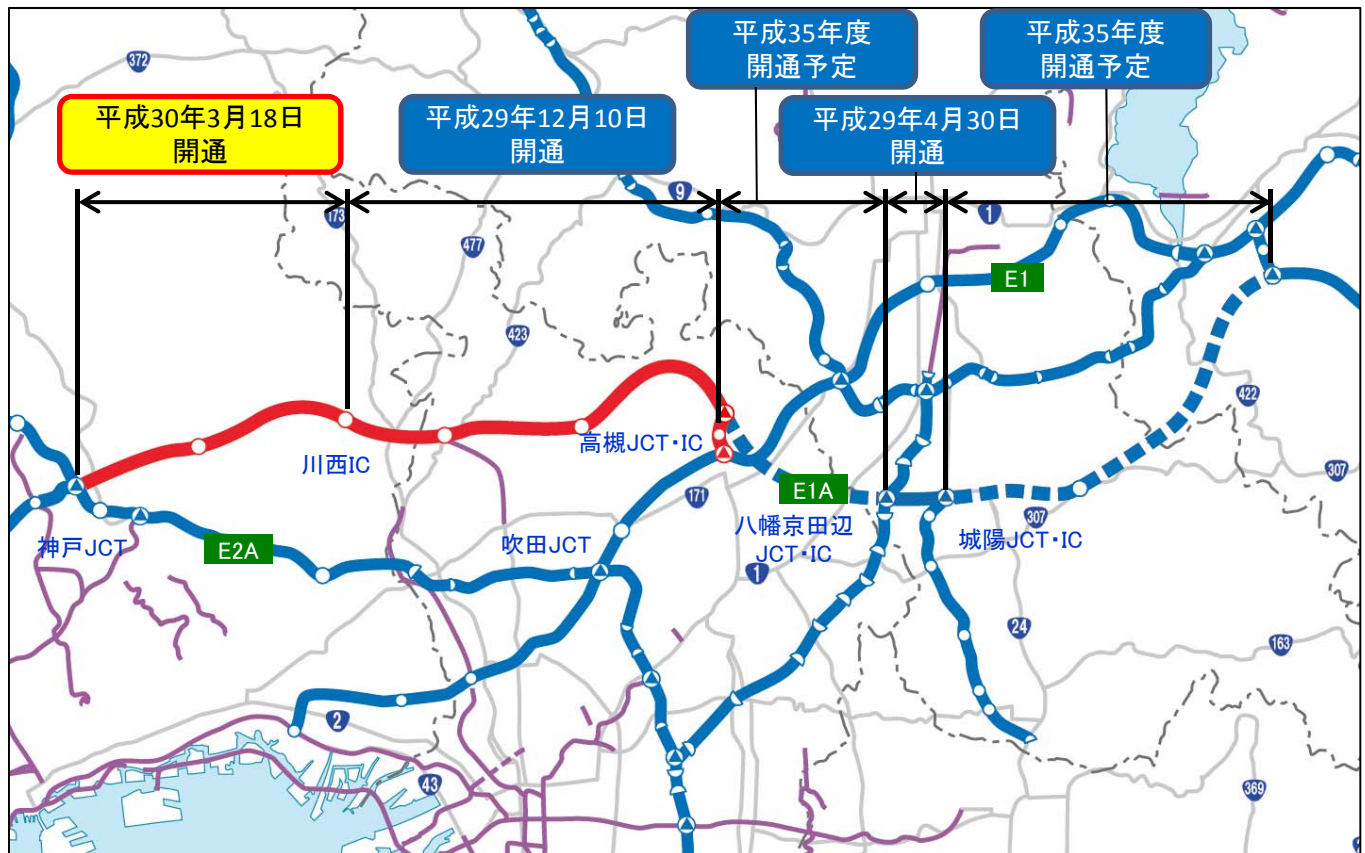 平成35年度
開通予定
平成35年度
開通予定
平成30年3月18日
開通
平成29年12月10日
開通
平成29年4月30日
開通
372
9
173
1
477
E1
423
422
川西IC
高槻JCT・IC
307
171
E1A
307
神戸JCT
E2A
吹田JCT
八幡京田辺
JCT・IC
城陽JCT・IC
1
24
163
2
43
369